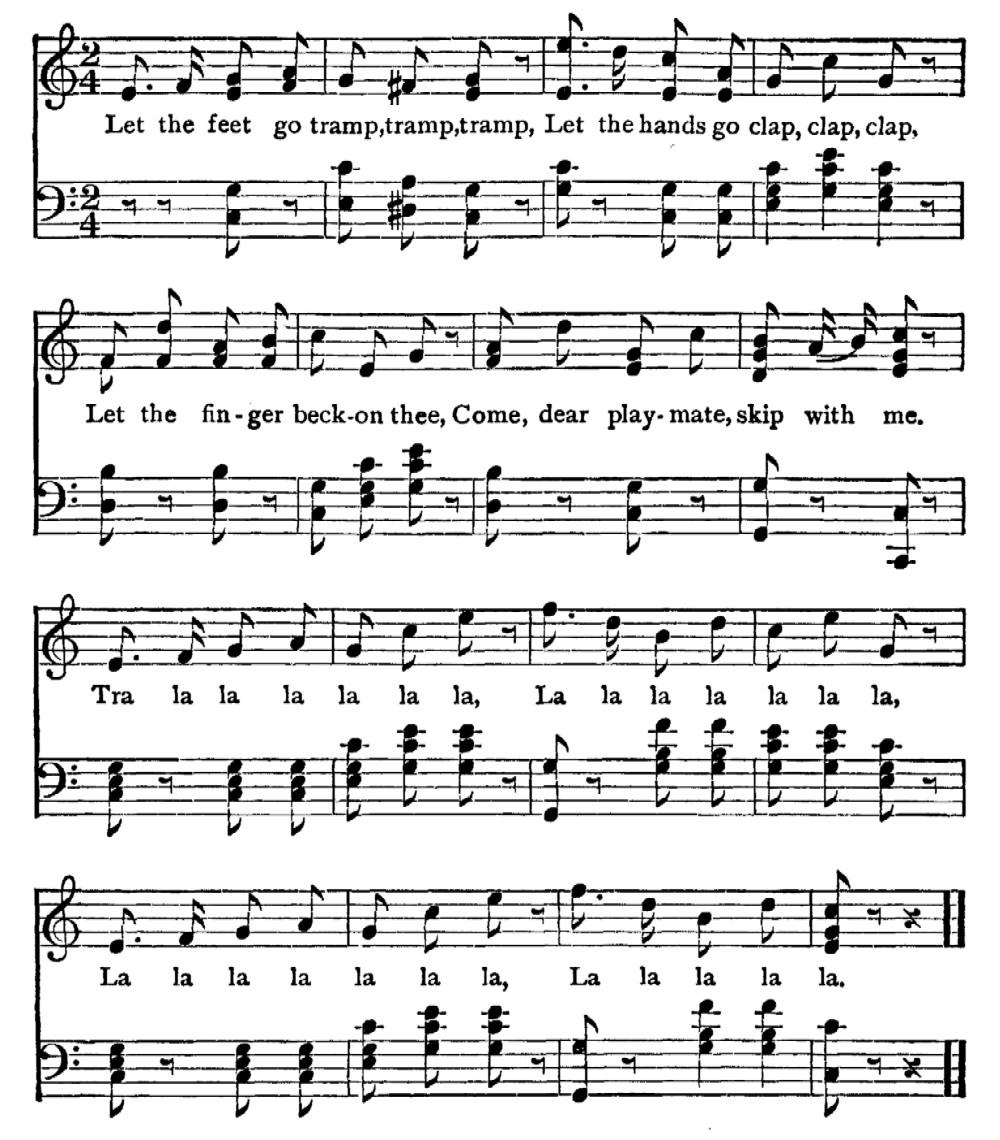 2 4
Let the feet go tramp, tramp, tramp, Let the hands go clap, clap, clap,
2 4
Let the fin-ger beck-on thee, Come, dear play-mate, skip with me.
Tra la la la la la la, La la la la la la la,
La la la la la la la, La la la la la.